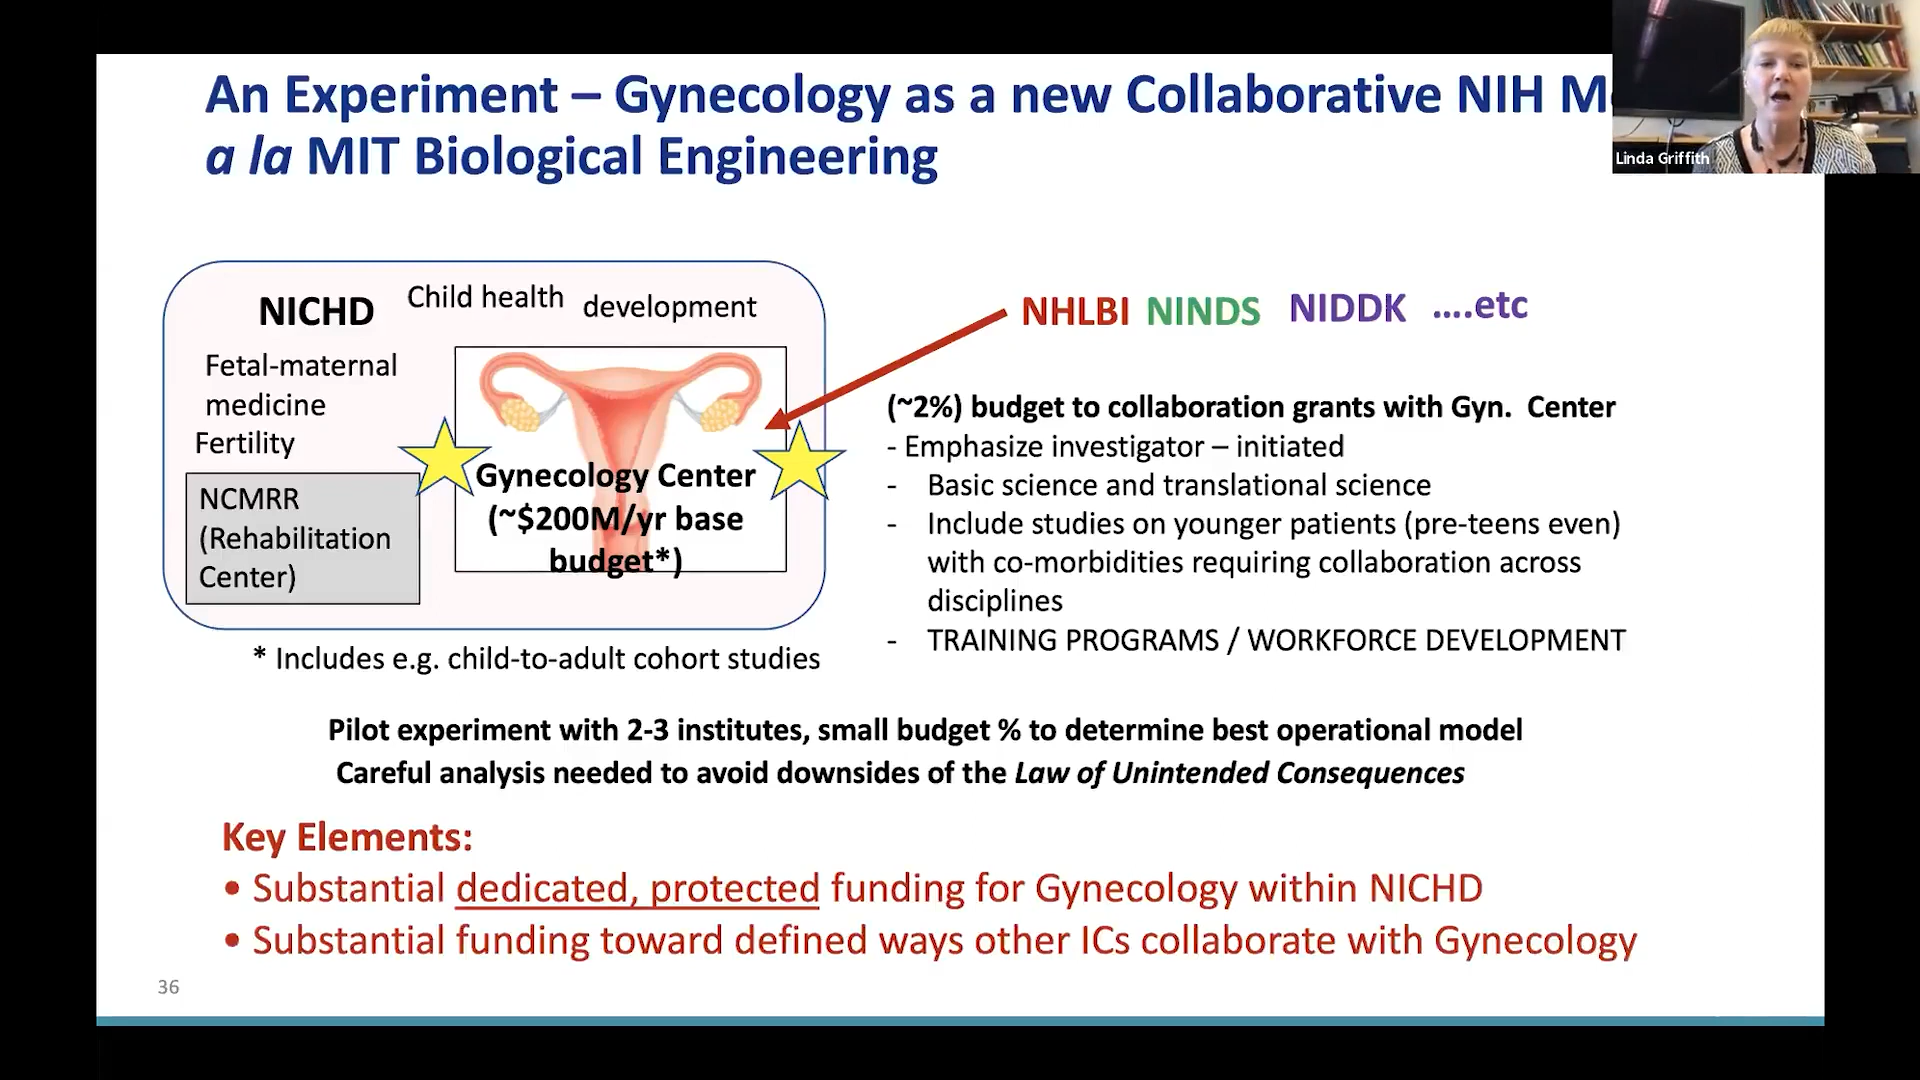 An Experiment – Gynecology as a new Collaborative NIH
a la MIT Biological Engineering
Linda Griffith
NICHD Child health development
Fetal-maternal
medicine
Fertility
NCMRR
(Rehabilitation
Center)
Gynecology Center
(~$200M/yr base
budget*)
* Includes e.g. child-to-adult cohort studies
NHLBI NINDS NIDDK ....etc
(~2%) budget to collaboration grants with Gyn. Center
- Emphasize investigator – initiated
- Basic science and translational science
- Include studies on younger patients (pre-teens even)
with co-morbidities requiring collaboration across
disciplines
- TRAINING PROGRAMS / WORKFORCE DEVELOPMENT
Pilot experiment with 2-3 institutes, small budget % to determine best operational model
Careful analysis needed to avoid downsides of the Law of Unintended Consequences
Key Elements:
• Substantial dedicated, protected funding for Gynecology within NICHD
• Substantial funding toward defined ways other ICs collaborate with Gynecology
36